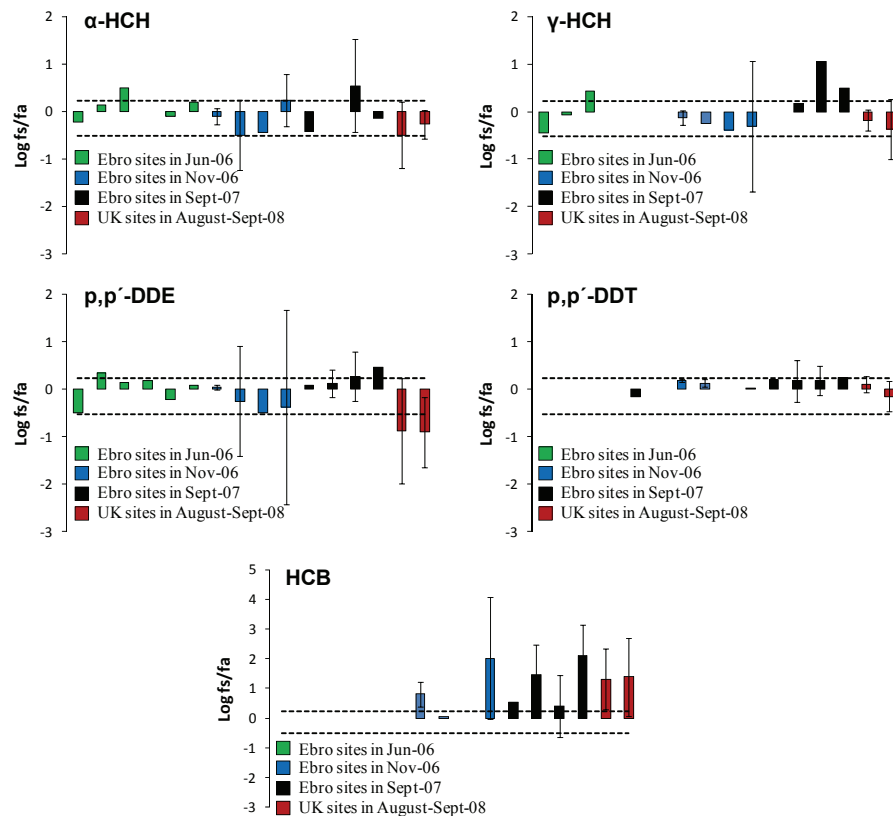 α-HCH
2
1
0
-1
-2
-3
Log fs/fa
Ebro sites in Jun-06
Ebro sites in Nov-06
Ebro sites in Sept-07
UK sites in August-Sept-08
γ-HCH
2
1
0
-1
-2
-3
Log fs/fa
Ebro sites in Jun-06
Ebro sites in Nov-06
Ebro sites in Sept-07
UK sites in August-Sept-08
p,p´-DDE
2
1
0
-1
-2
-3
Log fs/fa
Ebro sites in Jun-06
Ebro sites in Nov-06
Ebro sites in Sept-07
UK sites in August-Sept-08
p,p´-DDT
2
1
0
-1
-2
-3
Log fs/fa
Ebro sites in Jun-06
Ebro sites in Nov-06
Ebro sites in Sept-07
UK sites in August-Sept-08
HCB
5
4
3
2
1
0
-1
-2
-3
Log fs/fa
Ebro sites in Jun-06
Ebro sites in Nov-06
Ebro sites in Sept-07
UK sites in August-Sept-08